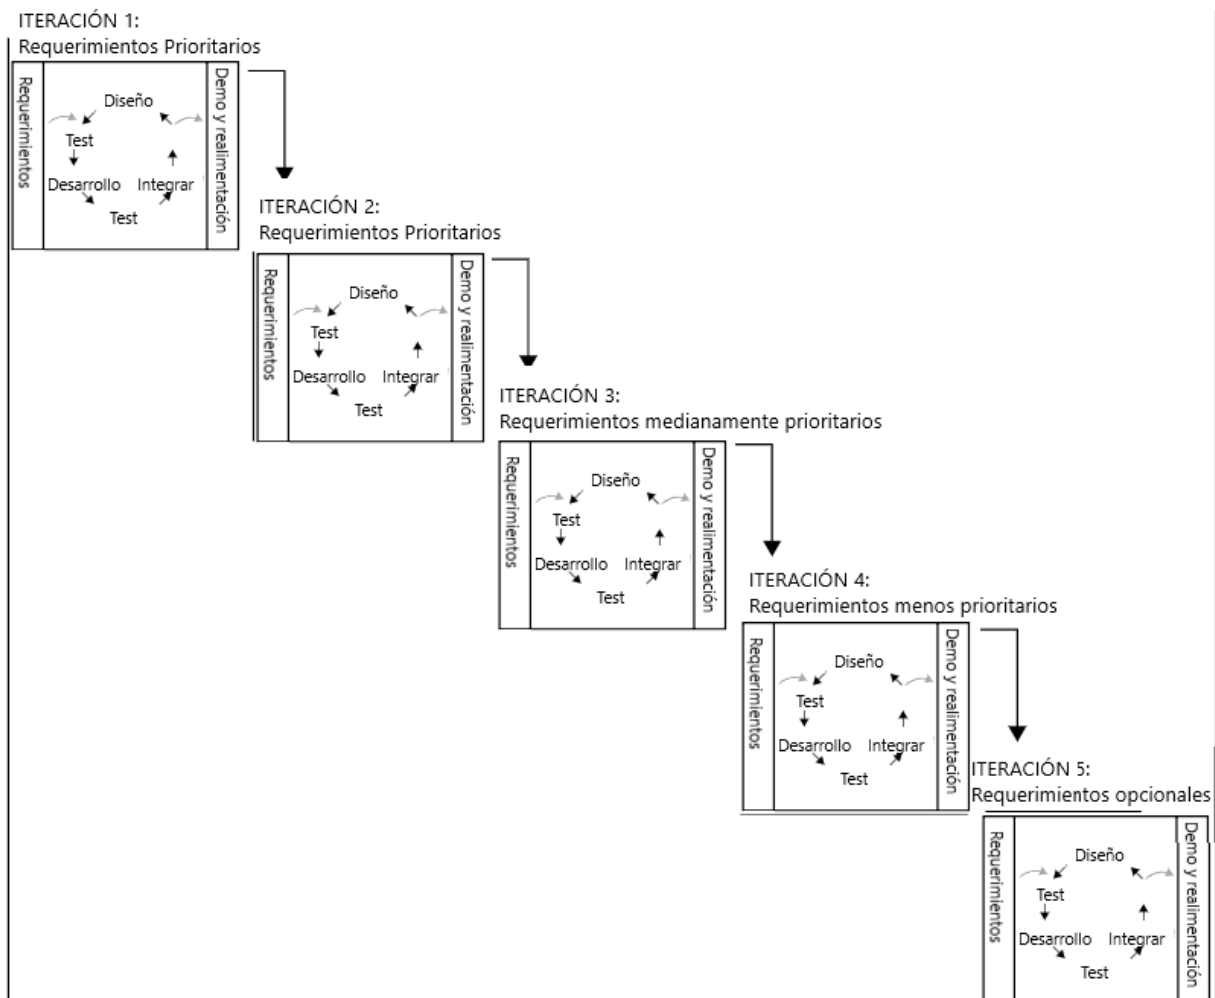 ITERACIÓN 1:
Requerimientos Prioritarios
Requerimientos
Diseño
Test
Desarrollo
Test
Integrar
Demo y realimentación
ITERACIÓN 2:
Requerimientos Prioritarios
Requerimientos
Diseño
Test
Desarrollo
Test
Integrar
Demo y realimentación
ITERACIÓN 3:
Requerimientos medianamente prioritarios
Requerimientos
Diseño
Test
Desarrollo
Test
Integrar
Demo y realimentación
ITERACIÓN 4:
Requerimientos menos prioritarios
Requerimientos
Diseño
Test
Desarrollo
Test
Integrar
Demo y realimentación
ITERACIÓN 5:
Requerimientos opcionales
Requerimientos
Diseño
Test
Desarrollo
Test
Integrar
Demo y realimentación